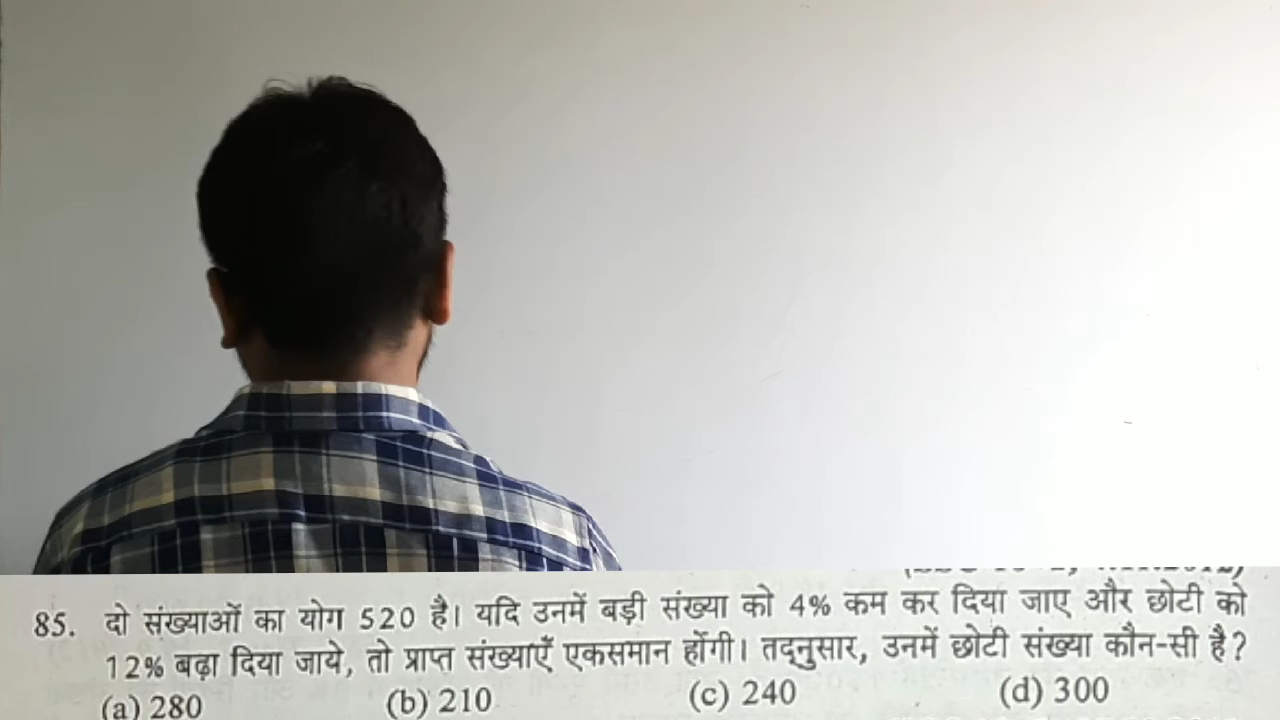 85. दो संख्याओं का योग 520 है। यदि उनमें बड़ी संख्या को 4% कम कर दिया जाए और छोटी को
12% बढ़ा दिया जाये, तो प्राप्त संख्याएँ एकसमान होंगी। तद्नुसार, उनमें छोटी संख्या कौन-सी है?
(a) 280 (b) 210 (c) 240 (d) 300